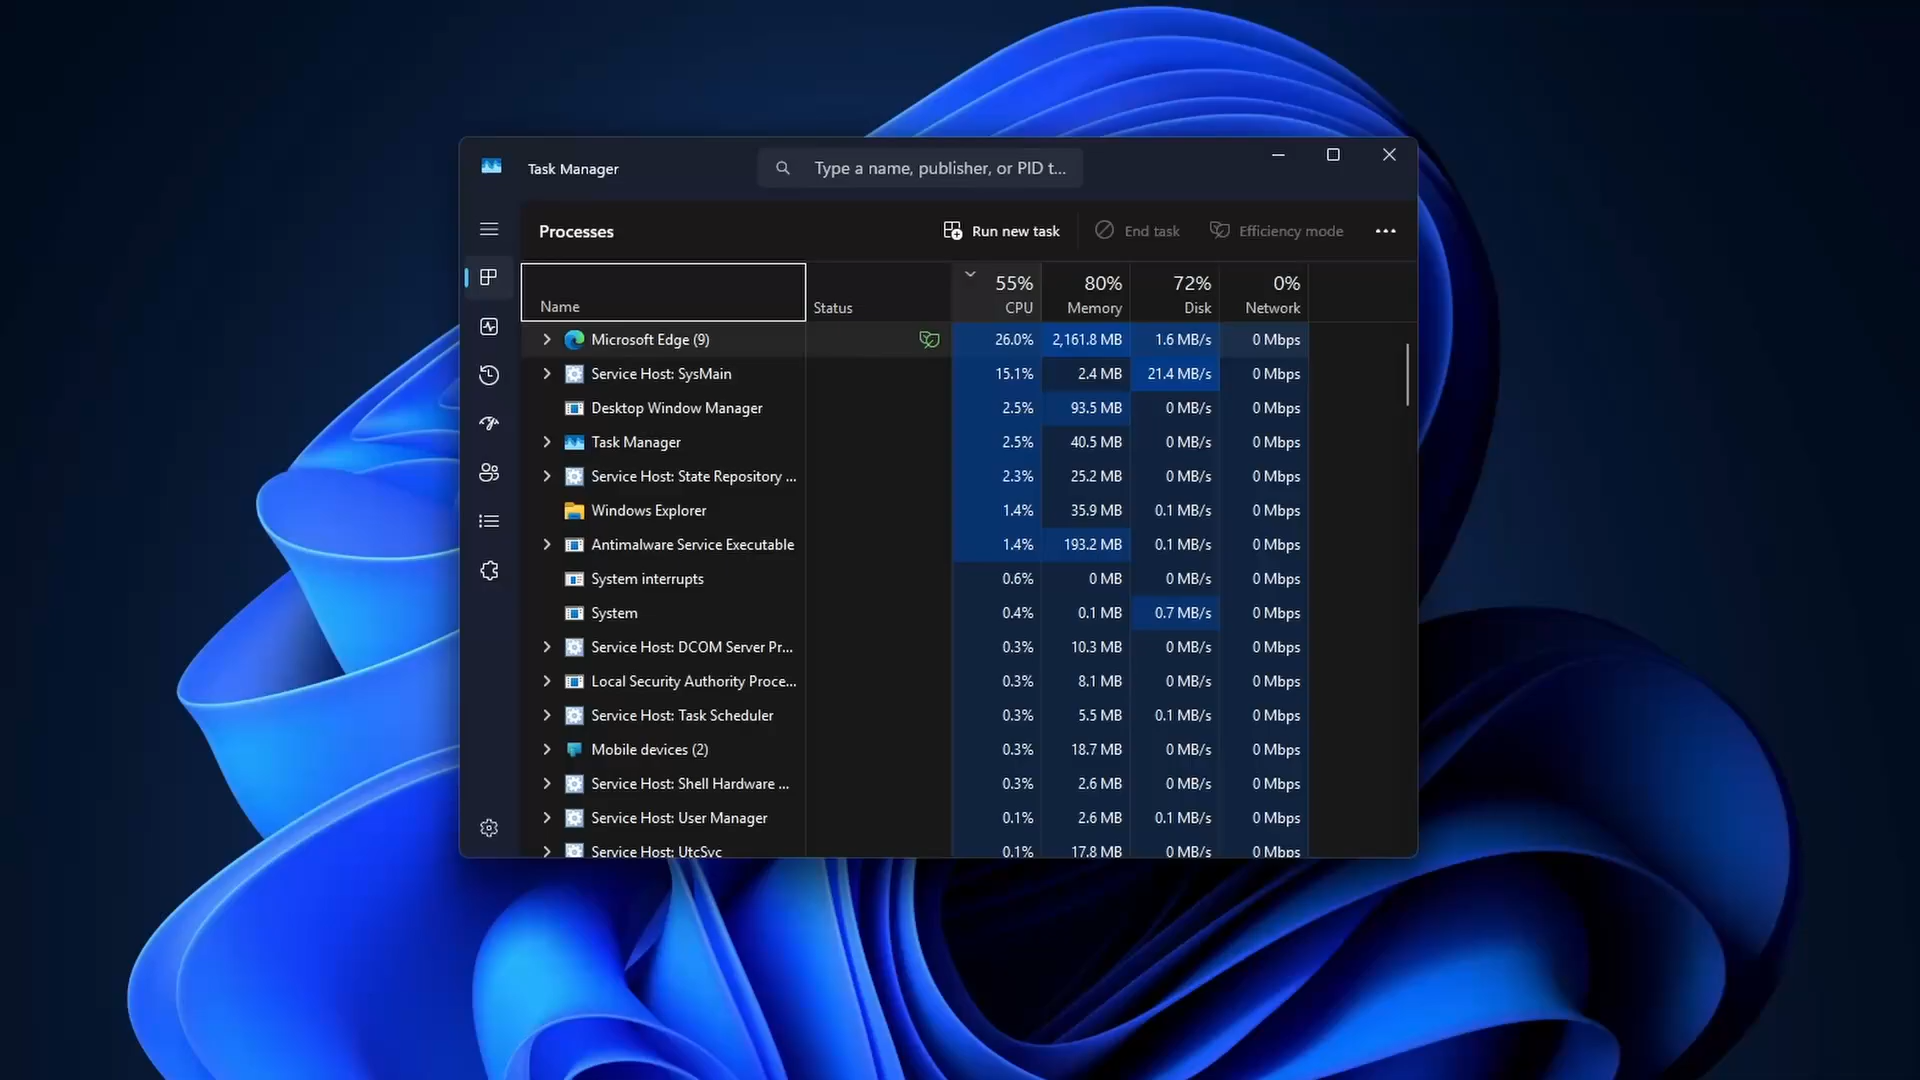 Task Manager
Type a name, publisher, or PID t...
Processes
Run new task
End task
Efficiency mode
55% 80% 72% 0%
Name Status CPU Memory Disk Network
Microsoft Edge (9) 26.0% 2,161.8 MB 1.6 MB/s 0 Mbps
Service Host: SysMain 15.1% 2.4 MB 21.4 MB/s 0 Mbps
Desktop Window Manager 2.5% 93.5 MB 0 MB/s 0 Mbps
Task Manager 2.5% 40.5 MB 0 MB/s 0 Mbps
Service Host: State Repository ... 2.3% 25.2 MB 0 MB/s 0 Mbps
Windows Explorer 1.4% 35.9 MB 0.1 MB/s 0 Mbps
Antimalware Service Executable 1.4% 193.2 MB 0.1 MB/s 0 Mbps
System interrupts 0.6% 0 MB 0 MB/s 0 Mbps
System 0.4% 0.1 MB 0.7 MB/s 0 Mbps
Service Host: DCOM Server Pr... 0.3% 10.3 MB 0 MB/s 0 Mbps
Local Security Authority Proce... 0.3% 8.1 MB 0 MB/s 0 Mbps
Service Host: Task Scheduler 0.3% 5.5 MB 0.1 MB/s 0 Mbps
Mobile devices (2) 0.3% 18.7 MB 0 MB/s 0 Mbps
Service Host: Shell Hardware ... 0.3% 2.6 MB 0 MB/s 0 Mbps
Service Host: User Manager 0.1% 2.6 MB 0.1 MB/s 0 Mbps
Service Host: UtcSvc 0.1% 17.8 MB 0 MB/s 0 Mbps